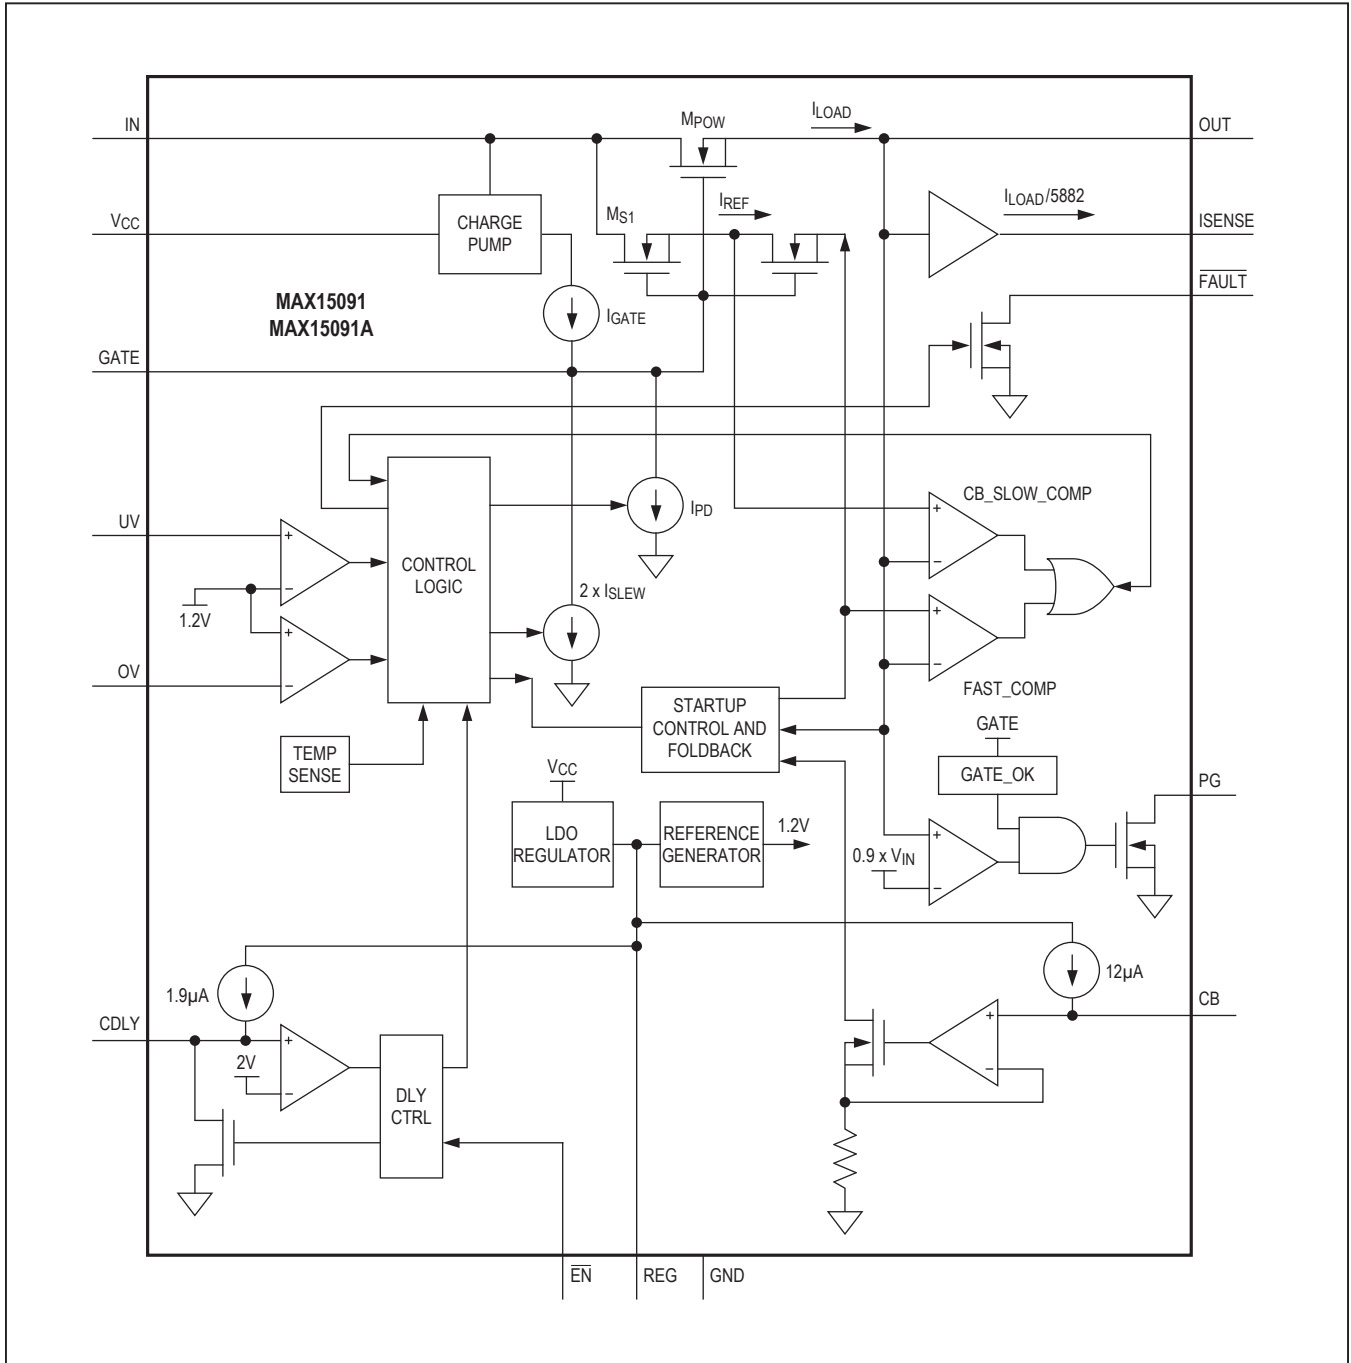 IN
MPOW
ILOAD
OUT
VCC
CHARGE
PUMP
MS1
IREF
ILOAD/5882
ISENSE
FAULT
MAX15091
MAX15091A
IGATE
GATE
CB_SLOW_COMP
UV
+
−
1.2V
CONTROL
LOGIC
IPD
2 x ISLEW
+
−
+
−
OV
+
−
FAST_COMP
TEMP
SENSE
STARTUP
CONTROL AND
FOLDBACK
GATE
GATE_OK
PG
VCC
LDO
REGULATOR
REFERENCE
GENERATOR
1.2V
0.9 x VIN
+
−
1.9µA
12µA
CB
CDLY
+
−
2V
DLY
CTRL
+
−
EN
REG
GND